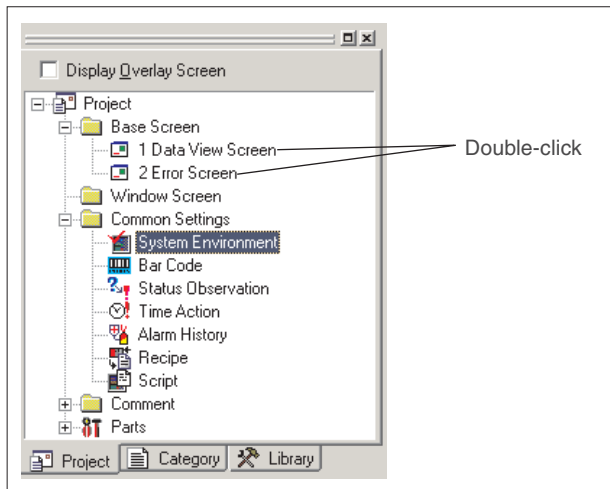 Display Overlay Screen
Project
Base Screen
1 Data View Screen
Double-click
2 Error Screen
Window Screen
Common Settings
System Environment
Bar Code
Status Observation
Time Action
Alarm History
Recipe
Script
Comment
Parts
Project Category Library